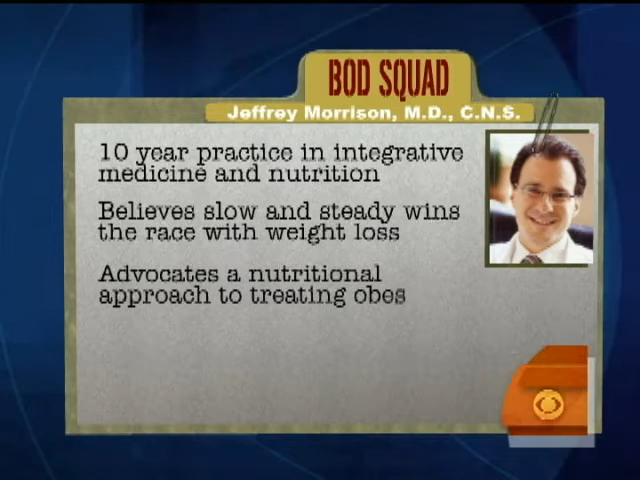 BOD SQUAD
Jeffrey Morrison, M.D., C.N.S.
10 year practice in integrative
medicine and nutrition
Believes slow and steady wins
the race with weight loss
Advocates a nutritional
approach to treating obes